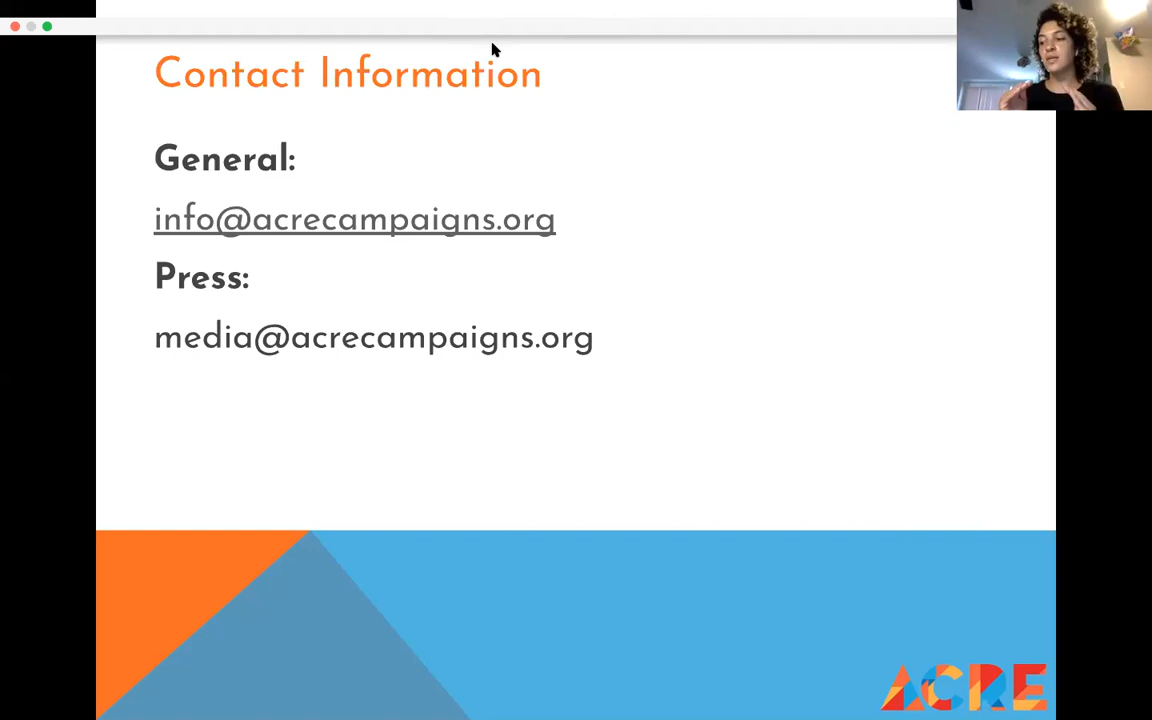 Contact Information
General:
info@acrecampaigns.org
Press:
media@acrecampaigns.org
ACRE